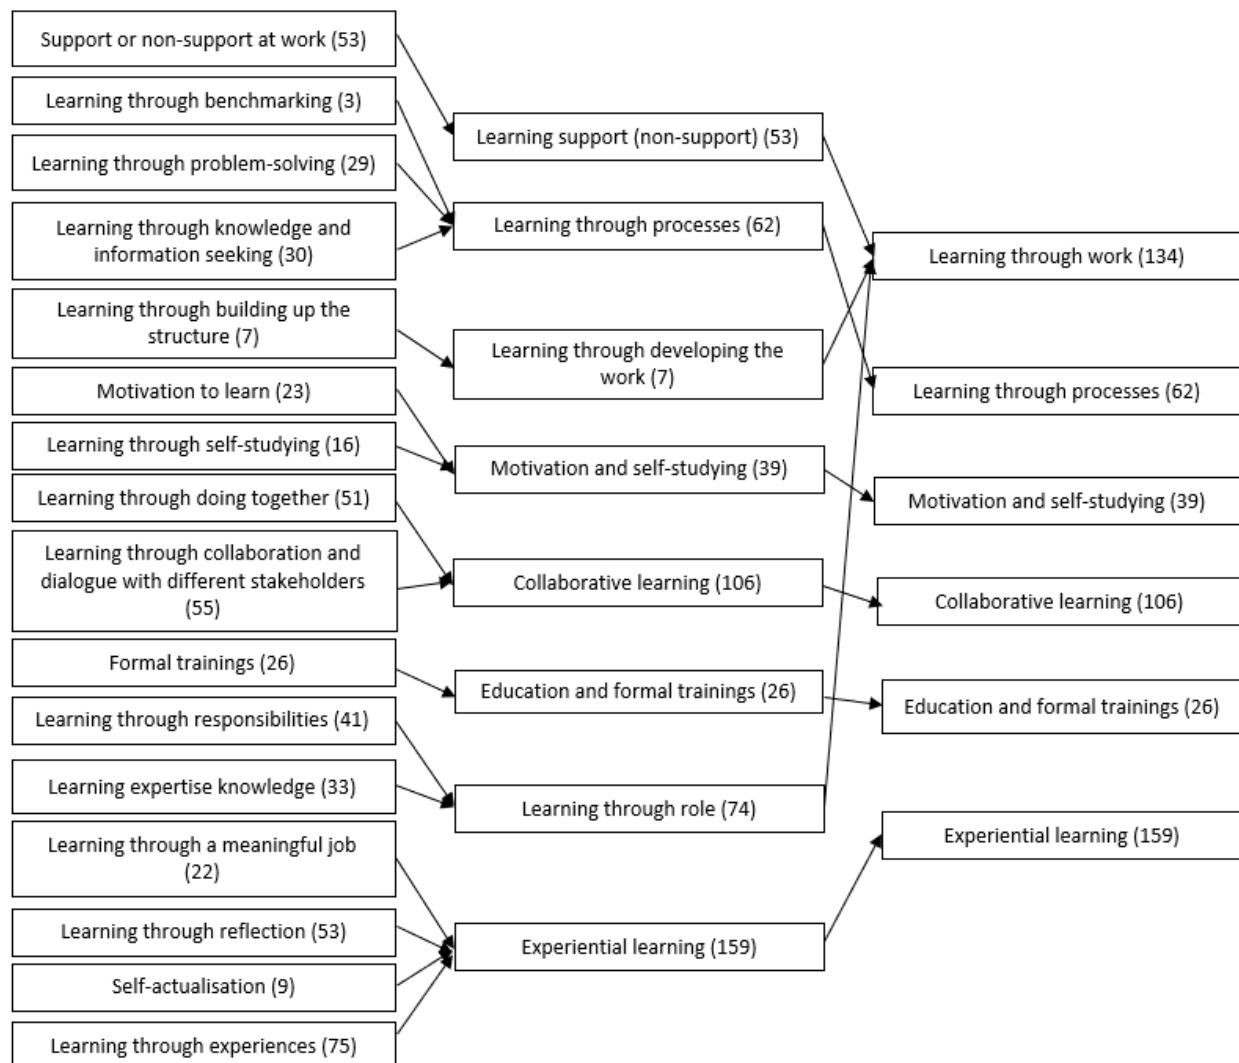 Support or non-support at work (53)
Learning through benchmarking (3)
Learning through problem-solving (29)
Learning through knowledge and
information seeking (30)
Learning through building up the
structure (7)
Motivation to learn (23)
Learning through self-studying (16)
Learning through doing together (51)
Learning through collaboration and
dialogue with different stakeholders
(55)
Formal trainings (26)
Learning through responsibilities (41)
Learning expertise knowledge (33)
Learning through a meaningful job
(22)
Learning through reflection (53)
Self-actualisation (9)
Learning through experiences (75)
Learning support (non-support) (53)
Learning through processes (62)
Learning through developing the
work (7)
Motivation and self-studying (39)
Collaborative learning (106)
Education and formal trainings (26)
Learning through role (74)
Experiential learning (159)
Learning through work (134)
Learning through processes (62)
Motivation and self-studying (39)
Collaborative learning (106)
Education and formal trainings (26)
Experiential learning (159)